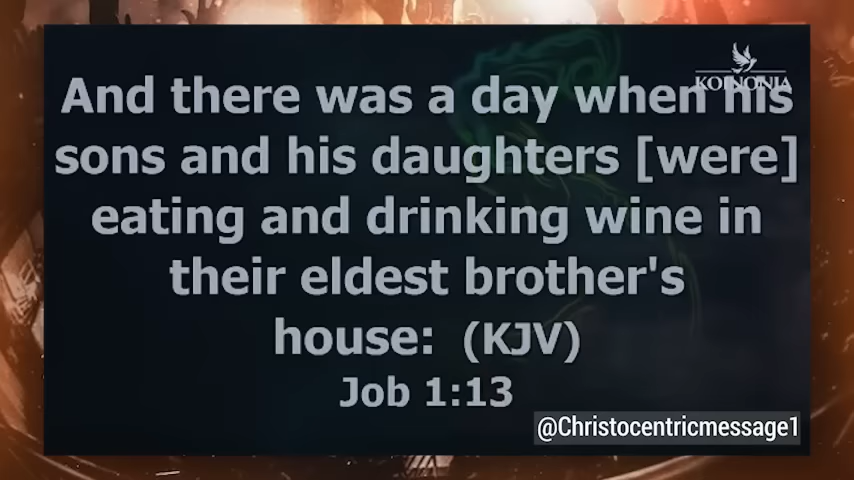 KOINONIA
And there was a day when his
sons and his daughters [were]
eating and drinking wine in
their eldest brother's
house: (KJV)
Job 1:13
@Christocentricmessage1